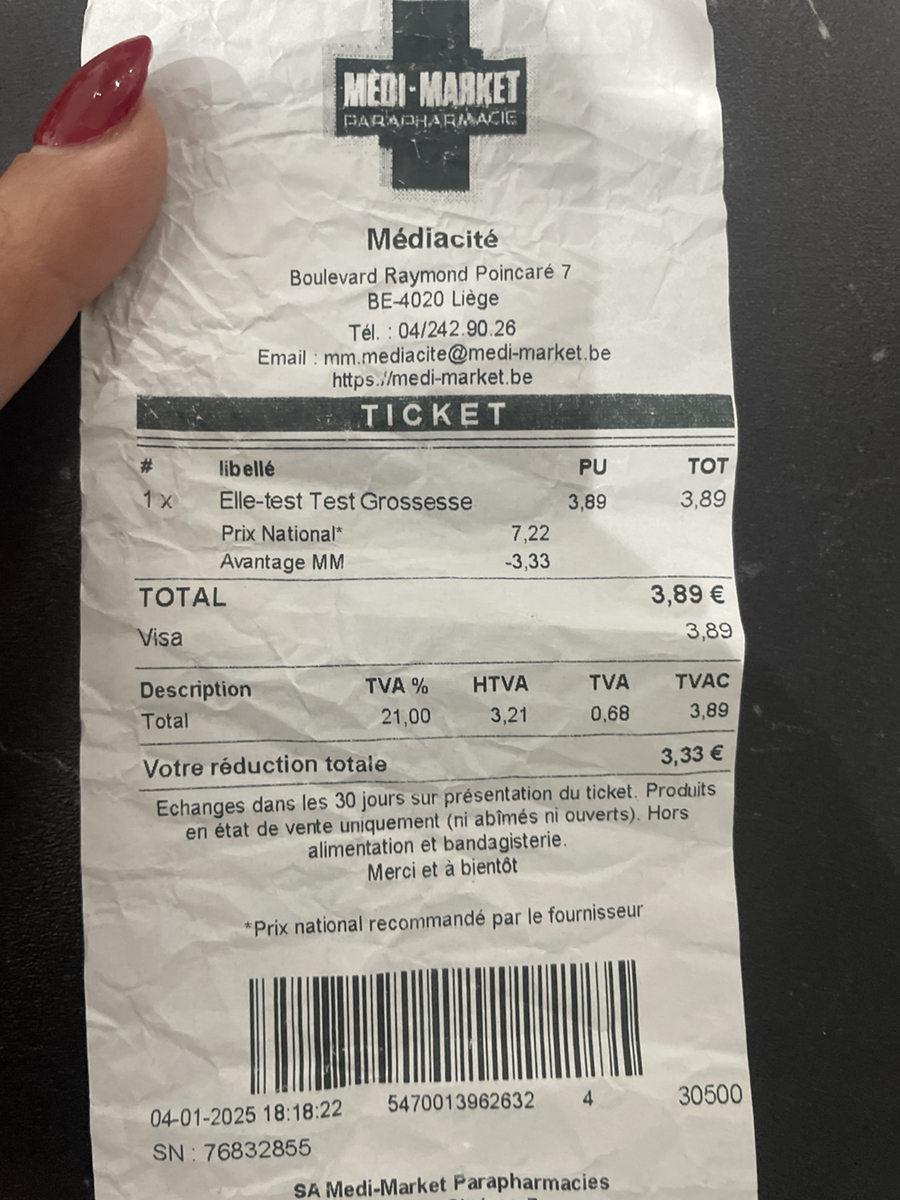 MÈDI-MARKET
PARAPHARMACIE
Médiacité
Boulevard Raymond Poincaré 7
BE-4020 Liège
Tél. : 04/242.90.26
Email : mm.mediacite@medi-market.be
https://medi-market.be
TICKET
# libellé PU TOT
1 x Elle-test Test Grossesse 3,89 3,89
Prix National* 7,22
Avantage MM -3,33
TOTAL 3,89 €
Visa 3,89
Description TVA % HTVA TVA TVAC
Total 21,00 3,21 0,68 3,89
Votre réduction totale 3,33 €
Echanges dans les 30 jours sur présentation du ticket. Produits
en état de vente uniquement (ni abîmés ni ouverts). Hors
alimentation et bandagisterie.
Merci et à bientôt
*Prix national recommandé par le fournisseur
04-01-2025 18:18:22 5470013962632 4 30500
SN : 76832855
SA Medi-Market Parapharmacies